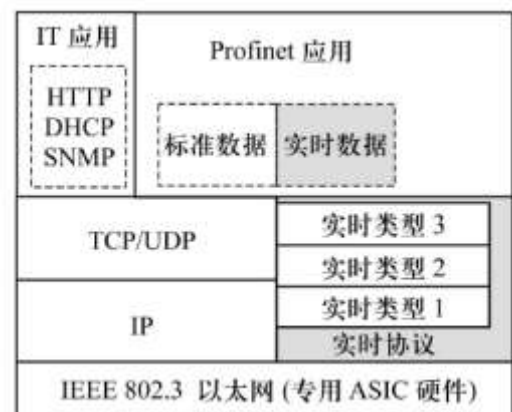 IT 应用
HTTP
DHCP
SNMP
Profinet 应用
标准数据
实时数据
TCP/UDP
IP
实时类型 3
实时类型 2
实时类型 1
实时协议
IEEE 802.3 以太网 (专用 ASIC 硬件)